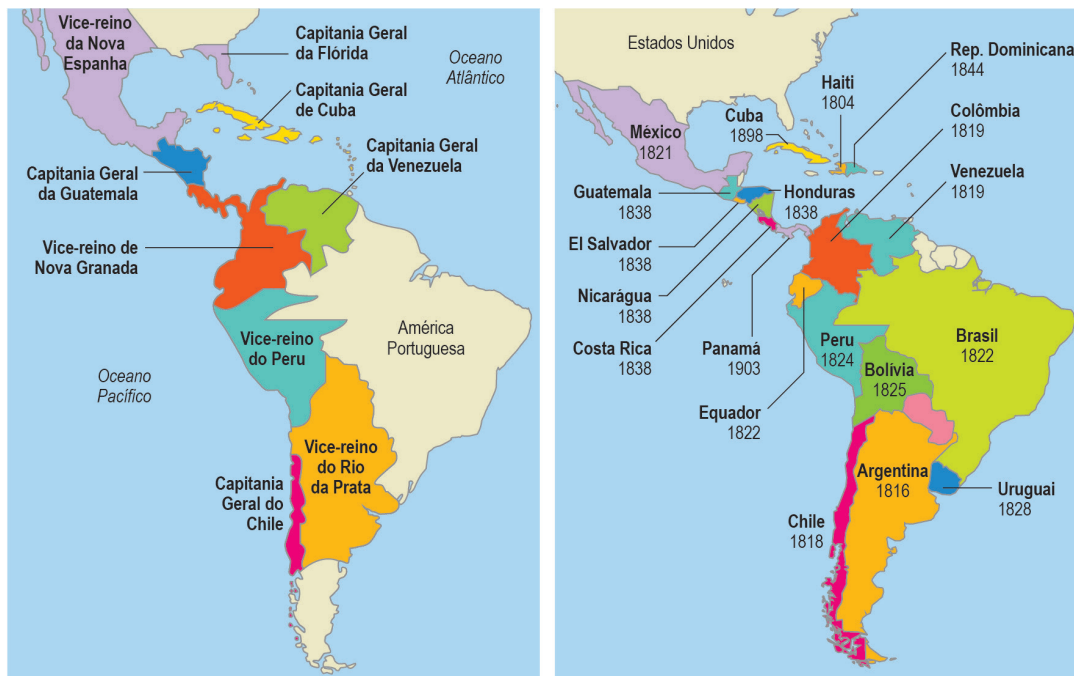 Vice-reino
da Nova
Espanha
Capitania Geral
da Flórida
Oceano
Atlântico
Capitania Geral
de Cuba
Capitania Geral
da Venezuela
Capitania Geral
da Guatemala
Vice-reino de
Nova Granada
América
Portuguesa
Vice-reino
do Peru
Oceano
Pacífico
Vice-reino
do Rio
da Prata
Capitania
Geral do
Chile
Estados Unidos
Rep. Dominicana
1844
Haiti
1804
Colômbia
1819
Cuba
1898
México
1821
Venezuela
1819
Guatemala
1838
Honduras
1838
El Salvador
1838
Nicarágua
1838
Costa Rica
1838
Panamá
1903
Peru
1824
Brasil
1822
Bolívia
1825
Equador
1822
Argentina
1816
Uruguai
1828
Chile
1818